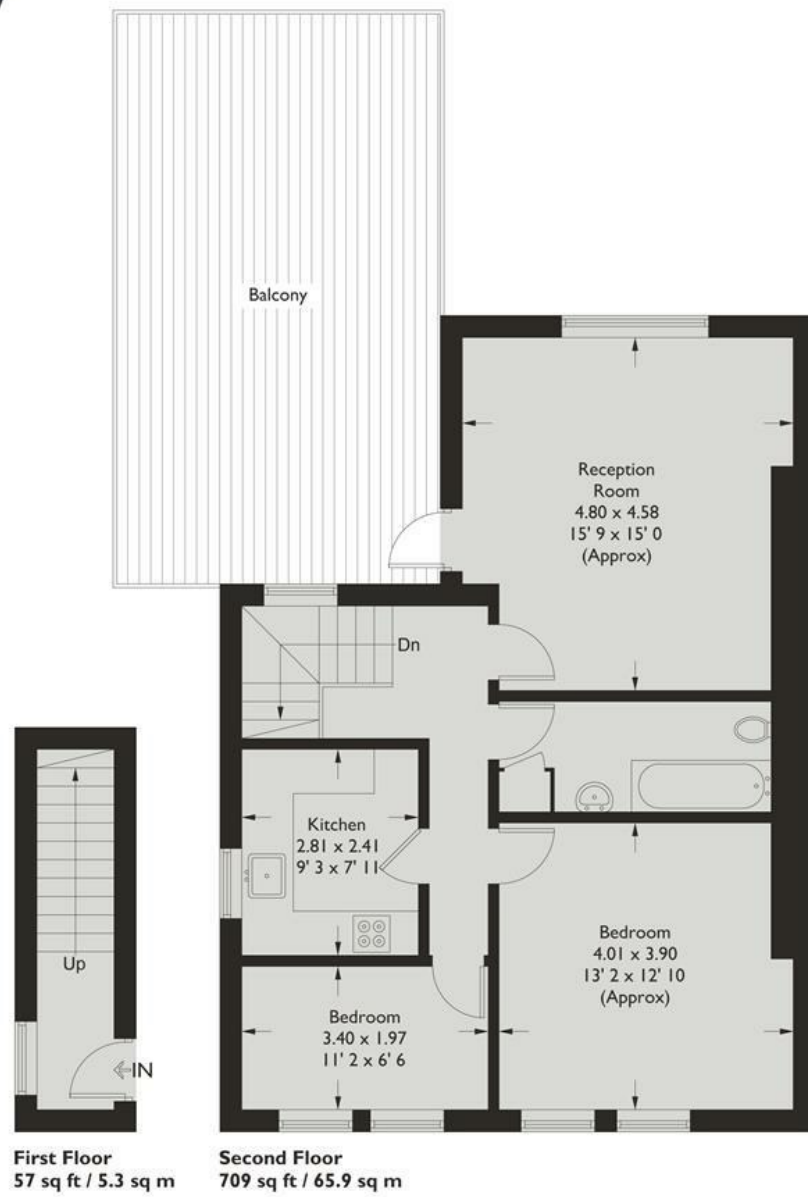 Balcony
Reception
Room
4.80 x 4.58
15' 9 x 15' 0
(Approx)
Dn
Kitchen
2.81 x 2.41
9' 3 x 7' 11
Up
Bedroom
4.01 x 3.90
13' 2 x 12' 10
(Approx)
Bedroom
3.40 x 1.97
11' 2 x 6' 6
IN
First Floor
57 sq ft / 5.3 sq m
Second Floor
709 sq ft / 65.9 sq m